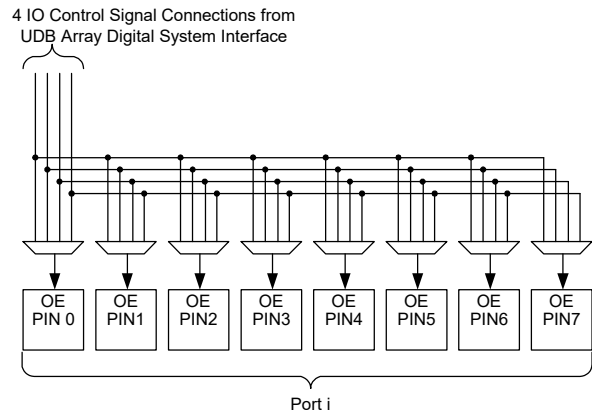 4 IO Control Signal Connections from
UDB Array Digital System Interface
OE
PIN 0
OE
PIN1
OE
PIN2
OE
PIN3
OE
PIN4
OE
PIN5
OE
PIN6
OE
PIN7
Port i